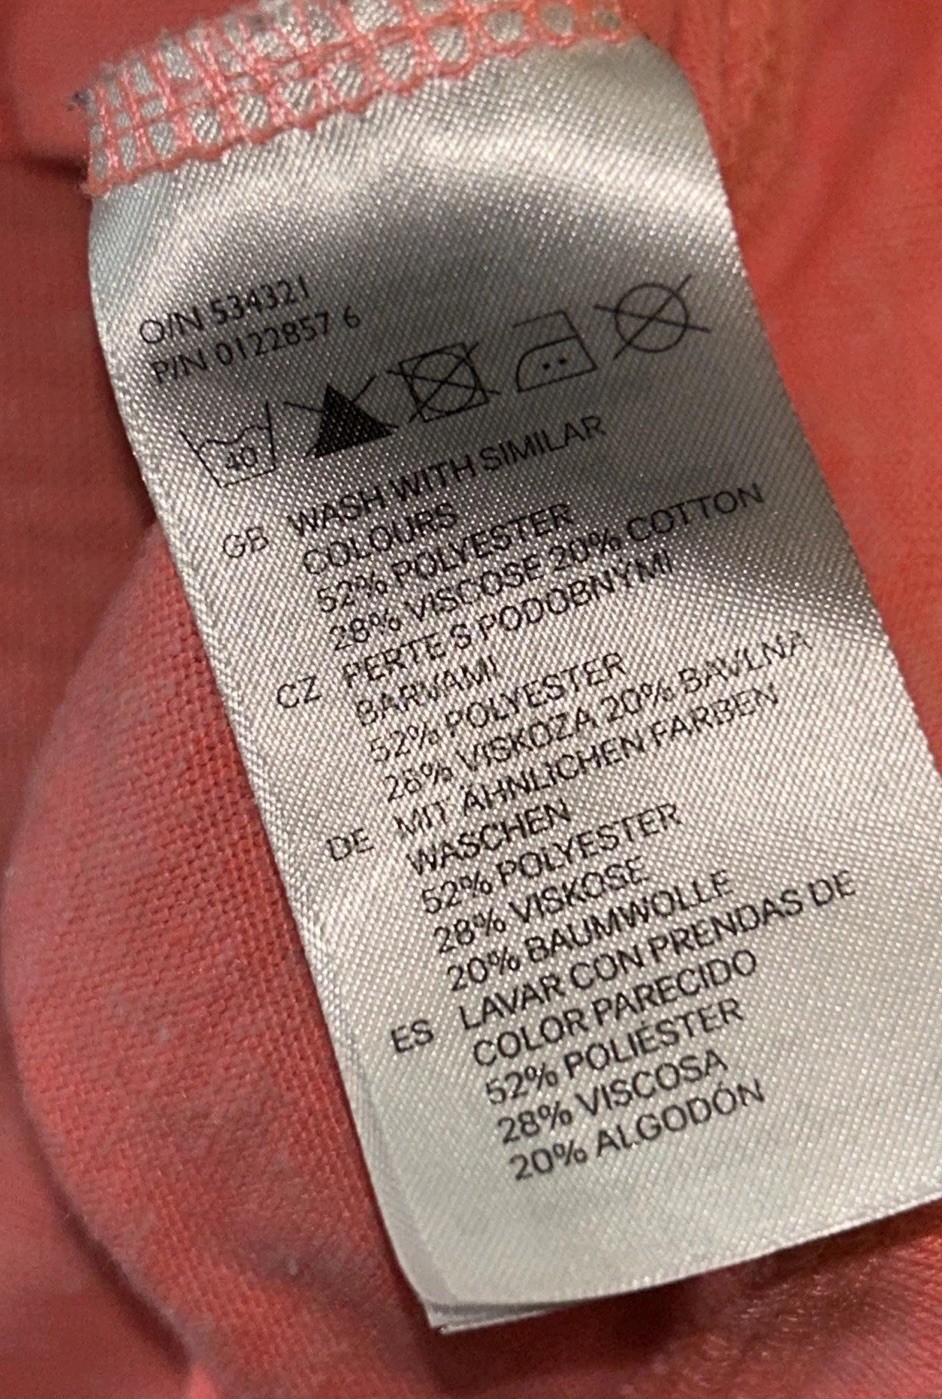 O/N 534321
P/N 0122857 6
40
GB WASH WITH SIMILAR
COLOURS
52% POLYESTER
28% VISCOSE 20% COTTON
CZ PERTE S PODOBNYMI
BARVAMI
52% POLYESTER
28% VISKOZA 20% BAVLNA
DE MIT ÄHNLICHEN FARBEN
WASCHEN
52% POLYESTER
28% VISKOSE
20% BAUMWOLLE
ES LAVAR CON PRENDAS DE
COLOR PARECIDO
52% POLIÉSTER
28% VISCOSA
20% ALGODÓN